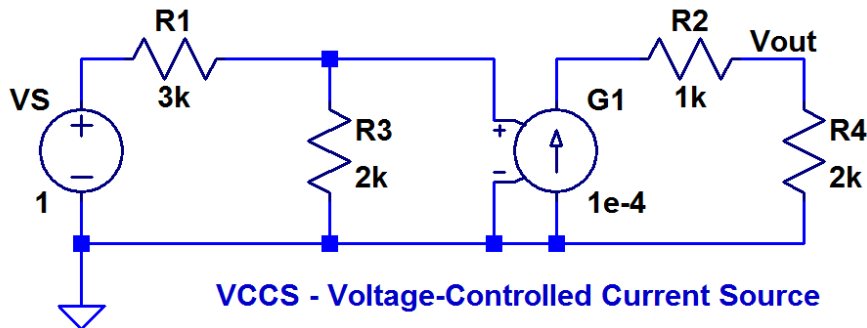 R1
R2
Vout
VS
+
3k
R3
+
G1
1k
R4
−
2k
−
2k
1
1e-4
VCCS - Voltage-Controlled Current Source